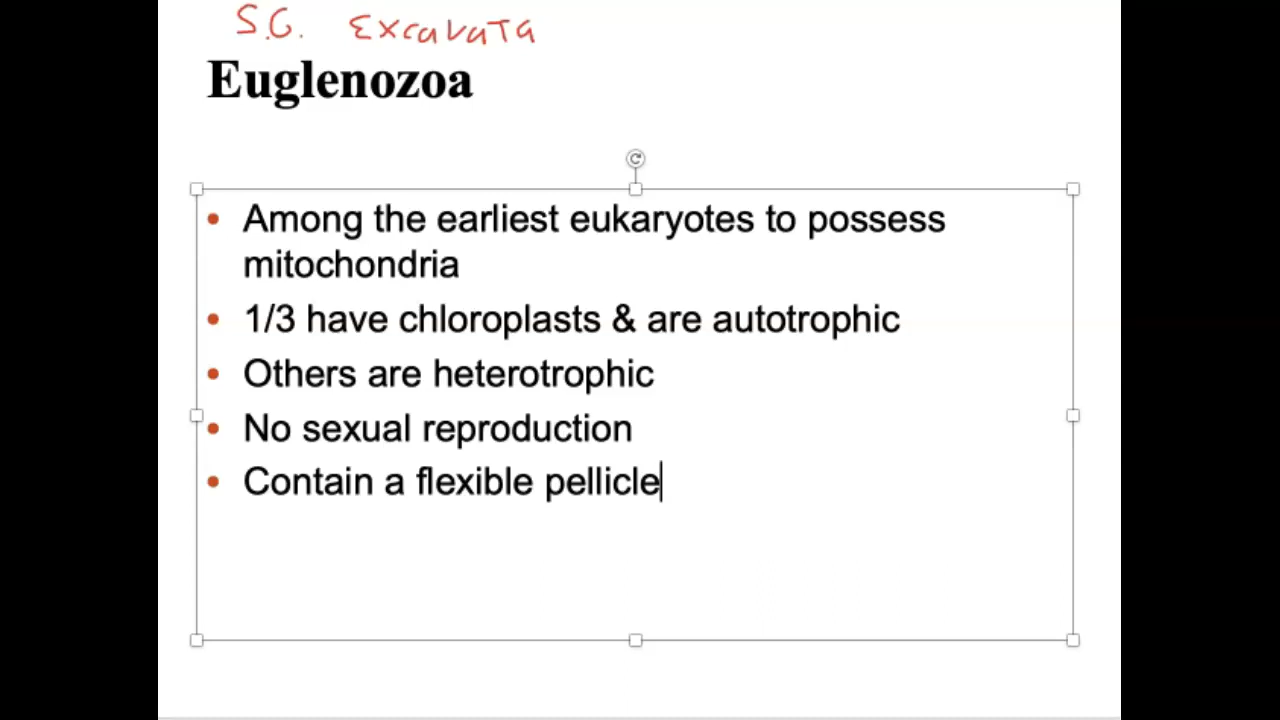 S.G. Excavata
Euglenozoa
• Among the earliest eukaryotes to possess
mitochondria
• 1/3 have chloroplasts & are autotrophic
• Others are heterotrophic
• No sexual reproduction
• Contain a flexible pellicle